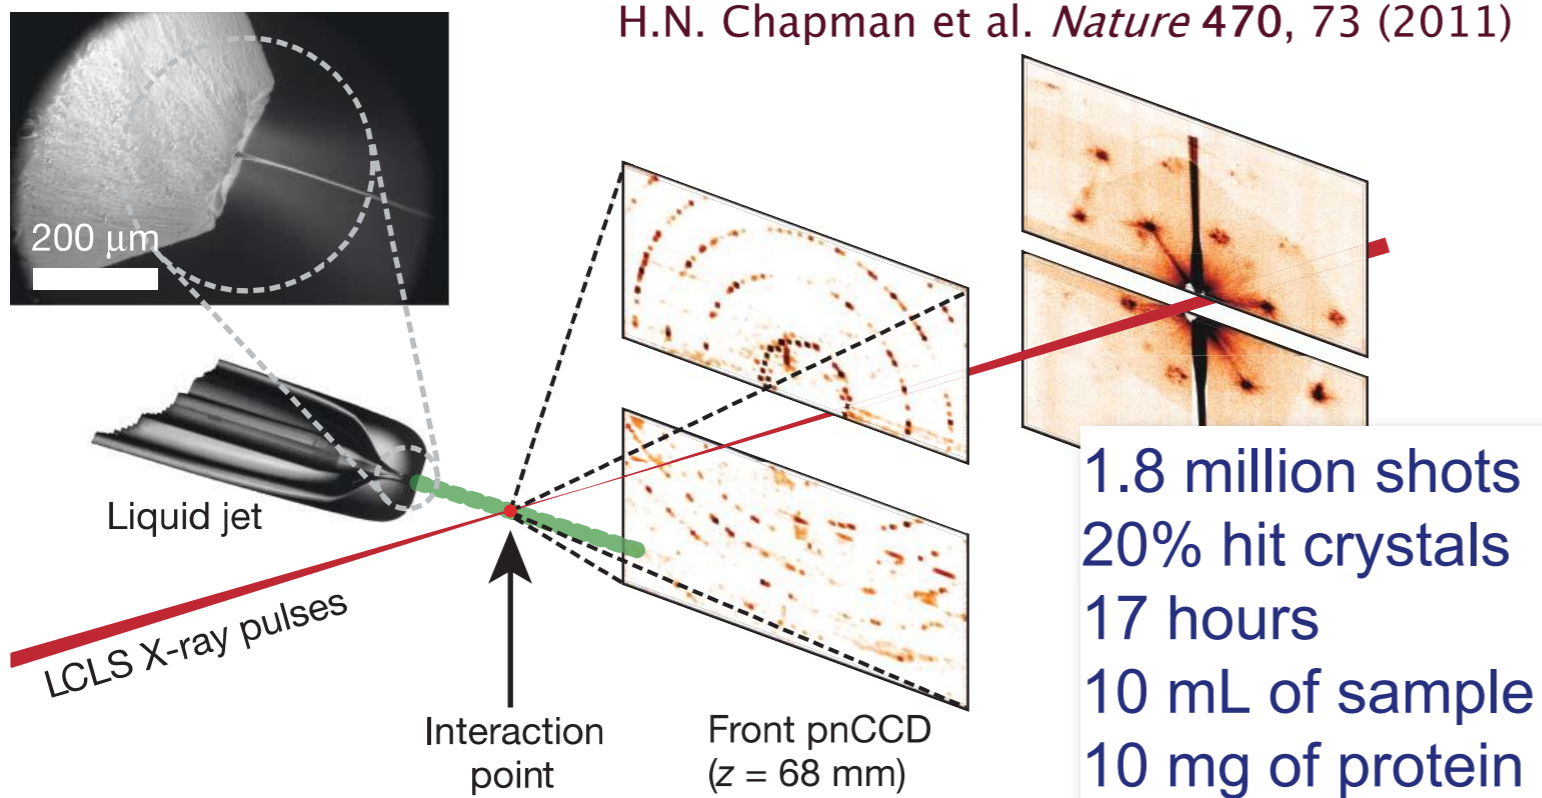 H.N. Chapman et al. Nature 470, 73 (2011)
200 μm
Liquid jet
LCLS X-ray pulses
Interaction
point
Front pnCCD
(z = 68 mm)
1.8 million shots
20% hit crystals
17 hours
10 mL of sample
10 mg of protein